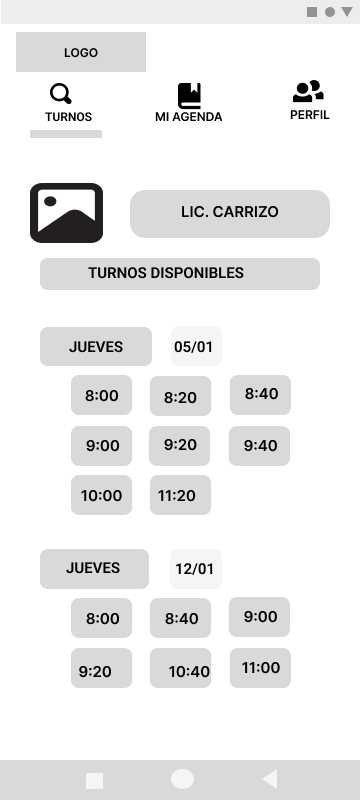 LOGO
TURNOS MI AGENDA PERFIL
LIC. CARRIZO
TURNOS DISPONIBLES
JUEVES 05/01
8:00 8:20 8:40
9:00 9:20 9:40
10:00 11:20
JUEVES 12/01
8:00 8:40 9:00
9:20 10:40 11:00